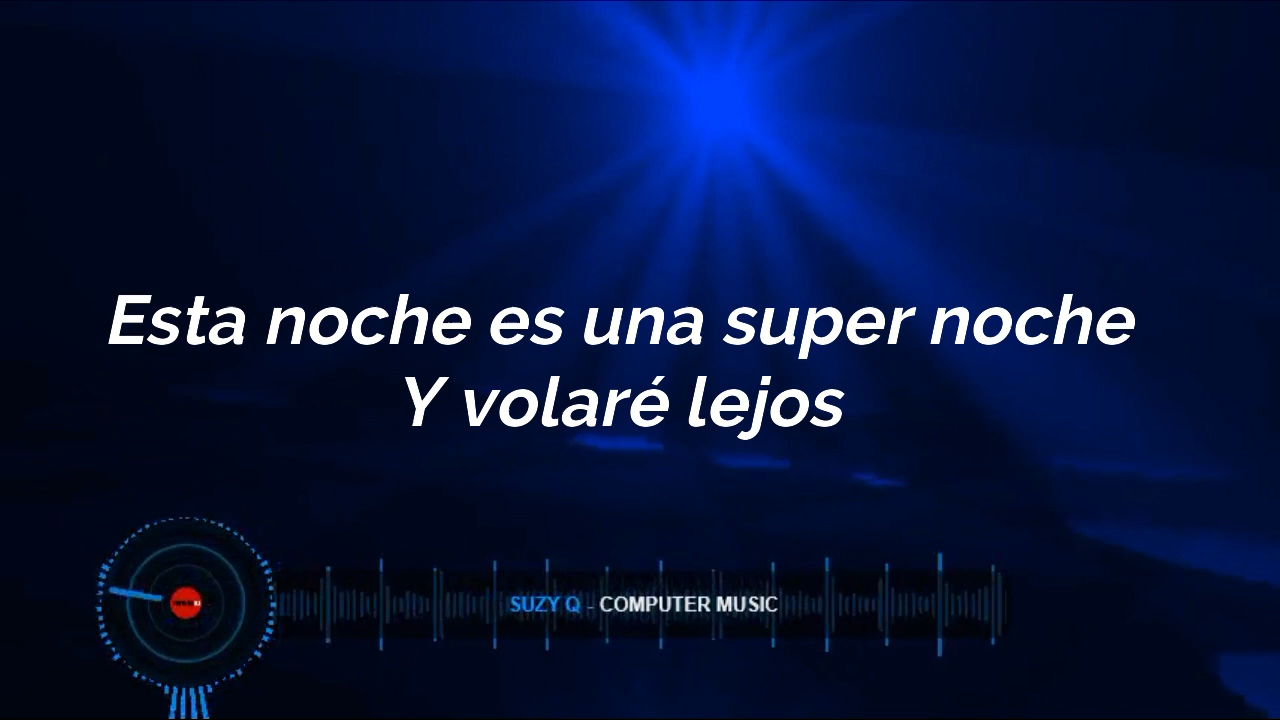 Esta noche es una super noche
Y volaré lejos
SUZY Q - COMPUTER MUSIC